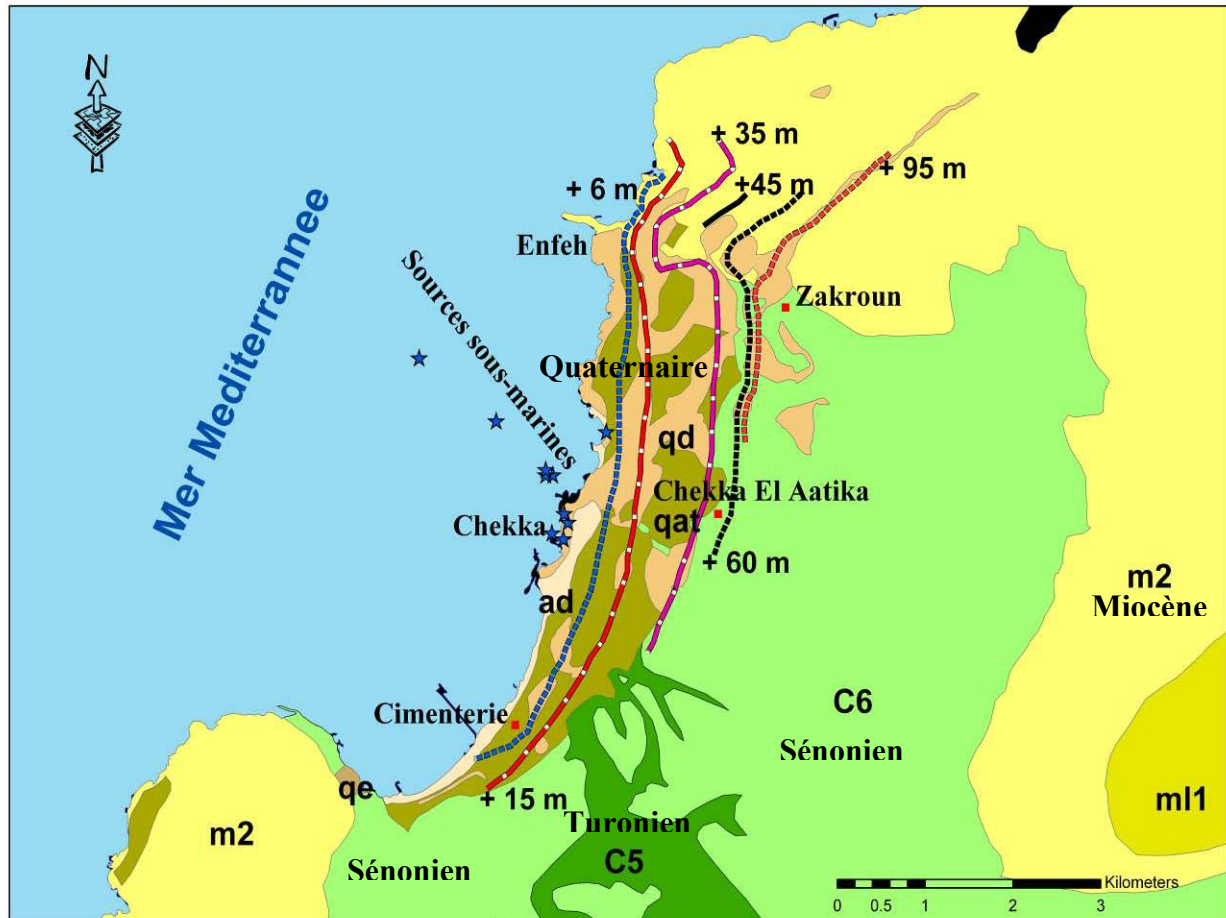 N
+ 35 m
+ 6 m
+45 m
+ 95 m
Enfeh
Zakroun
Mer Mediterrannee
Sources sous-marines
Quaternaire
qd
Chekka El Aatika
qat
Chekka
+ 60 m
ad
m2
Miocène
Cimenterie
C6
Sénonien
qe
+ 15 m
ml1
m2
Turonien
C5
Sénonien
Kilometers
0 0.5 1 2 3